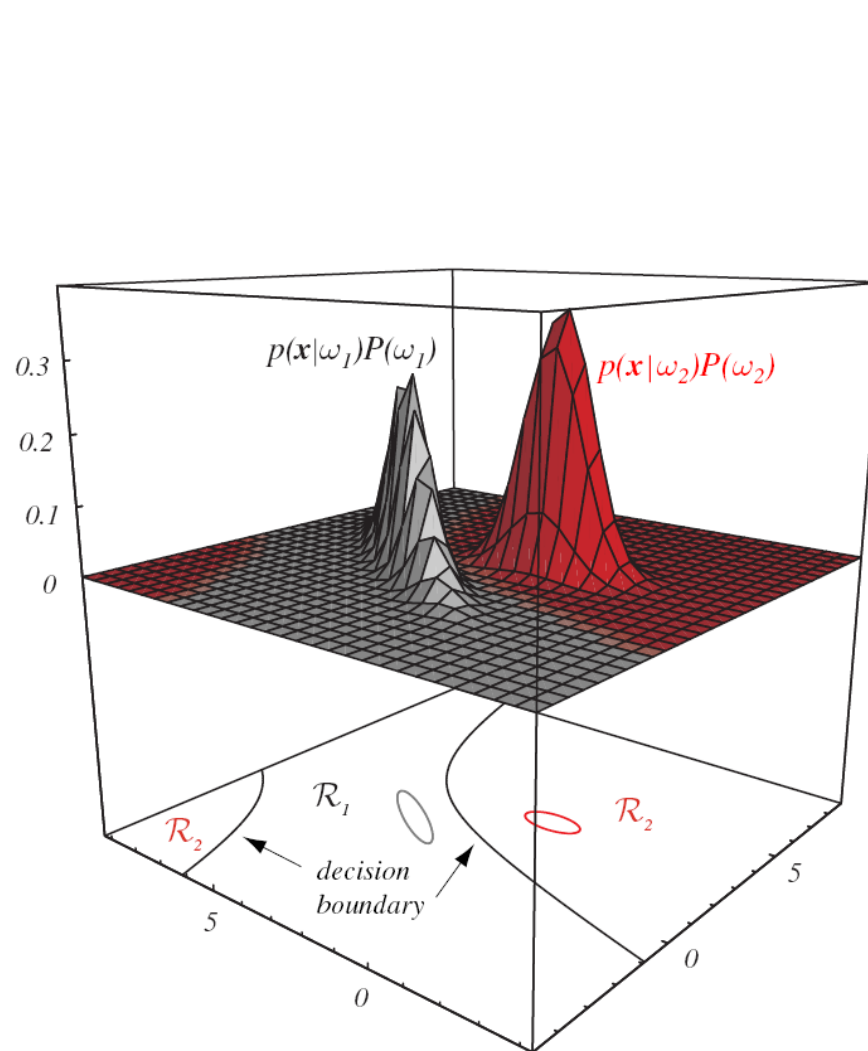 p(x|ω₁)P(ω₁)
p(x|ω₂)P(ω₂)
0.3
0.2
0.1
0
R₁
R₂
R₂
decision
boundary
5
0
5
0